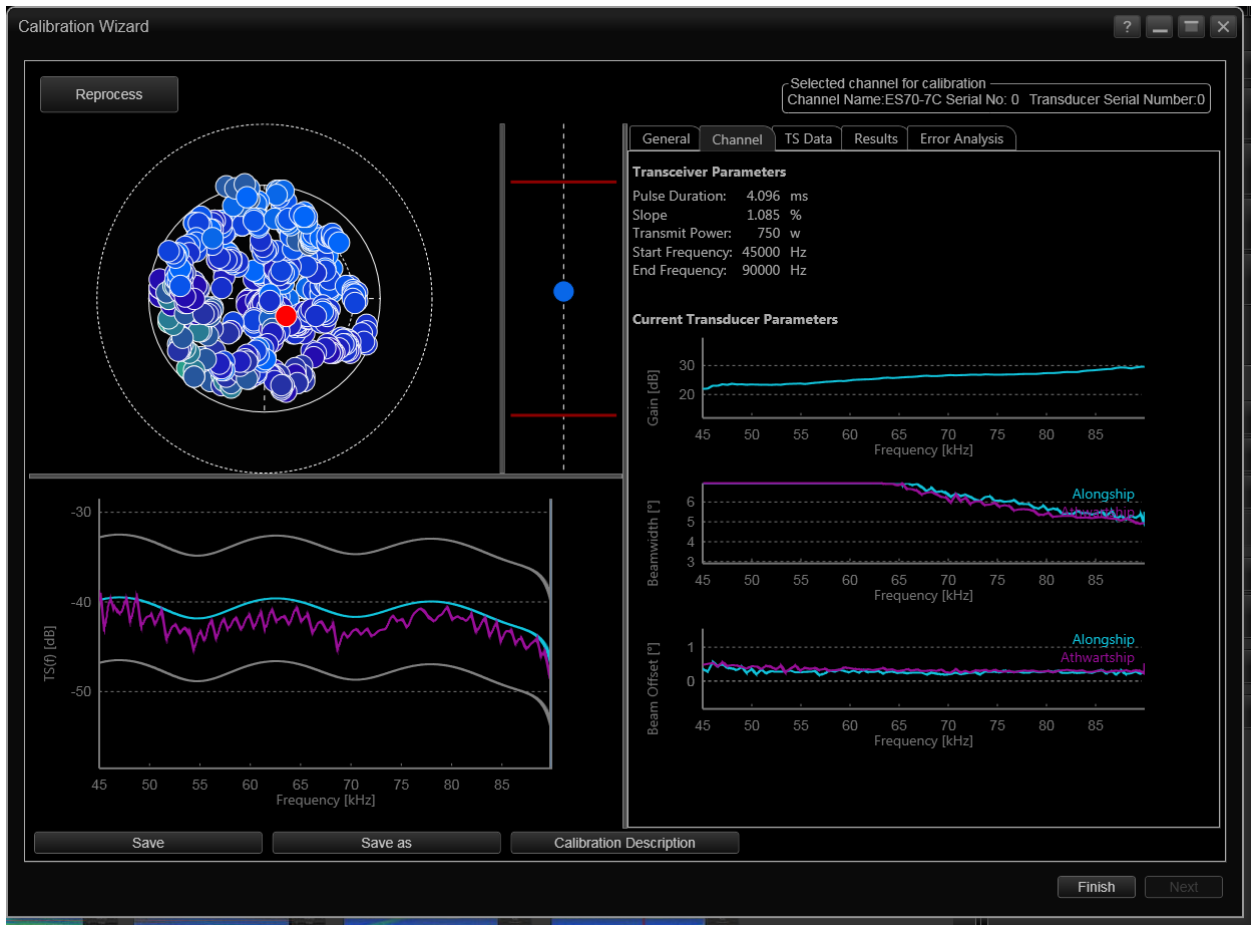 Calibration Wizard
?
Reprocess
Selected channel for calibration
Channel Name:ES70-7C Serial No: 0 Transducer Serial Number:0
General Channel TS Data Results Error Analysis
Transceiver Parameters
Pulse Duration: 4.096 ms
Slope 1.085 %
Transmit Power: 750 w
Start Frequency: 45000 Hz
End Frequency: 90000 Hz
Current Transducer Parameters
Gain [dB]
30
20
45 50 55 60 65 70 75 80 85
Frequency [kHz]
Beamwidth [°]
6
5
4
3
Alongship
Athwartship
45 50 55 60 65 70 75 80 85
Frequency [kHz]
Beam Offset [°]
1
0
Alongship
Athwartship
45 50 55 60 65 70 75 80 85
Frequency [kHz]
TS(f) [dB]
-30
-40
-50
45 50 55 60 65 70 75 80 85
Frequency [kHz]
Save Save as Calibration Description
Finish Next